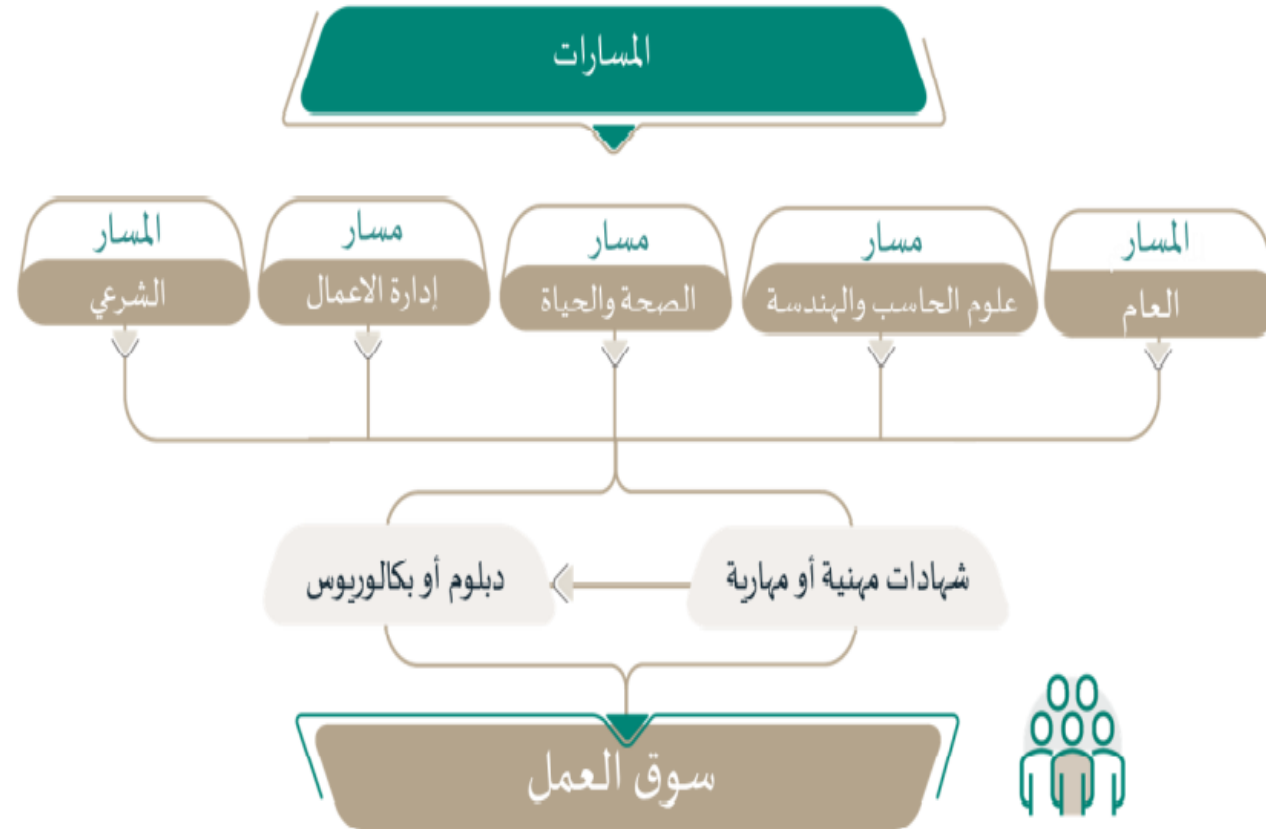 المسارات
المسار
العام
مسار
علوم الحاسب والهندسة
مسار
الصحة والحياة
مسار
إدارة الاعمال
المسار
الشرعي
شهادات مهنية أو مهارية
دبلوم أو بكالوريوس
سوق العمل